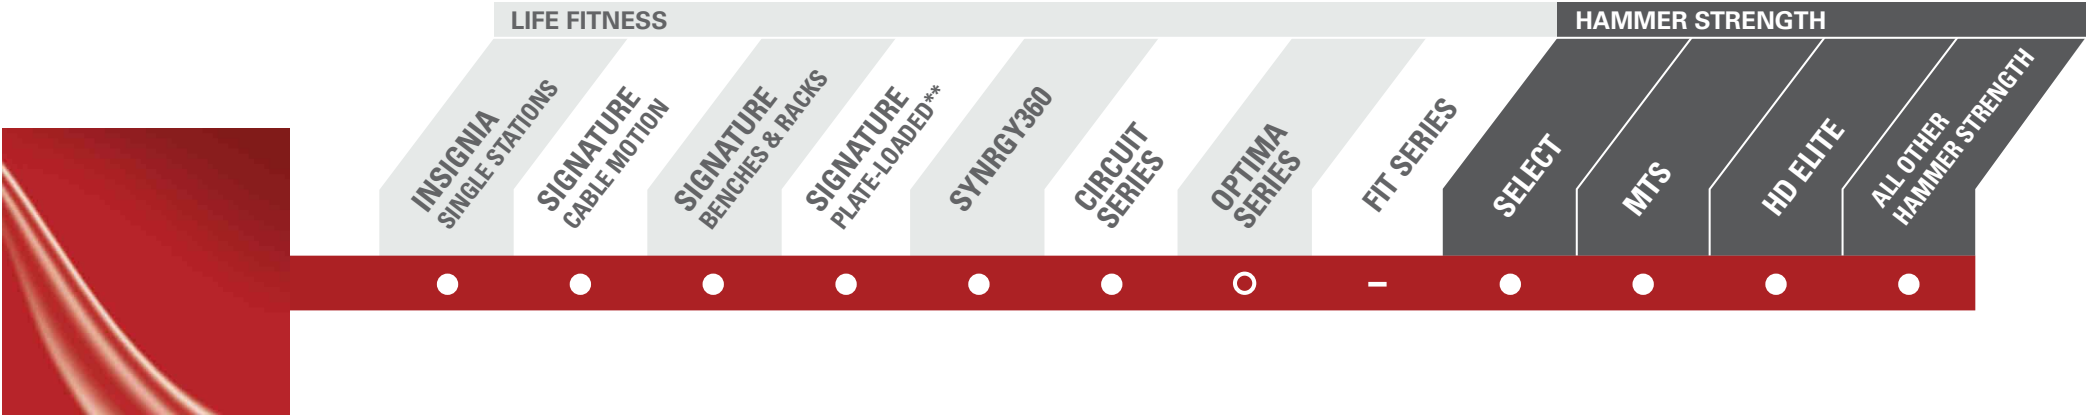 LIFE FITNESS
HAMMER STRENGTH
INSIGNIA
SINGLE STATIONS
SIGNATURE
CABLE MOTION
SIGNATURE
BENCHES & RACKS
SIGNATURE
PLATE-LOADED**
SYNRGY360
CIRCUIT
SERIES
OPTIMA
SERIES
FIT SERIES
SELECT
MTS
HD ELITE
ALL OTHER
HAMMER STRENGTH